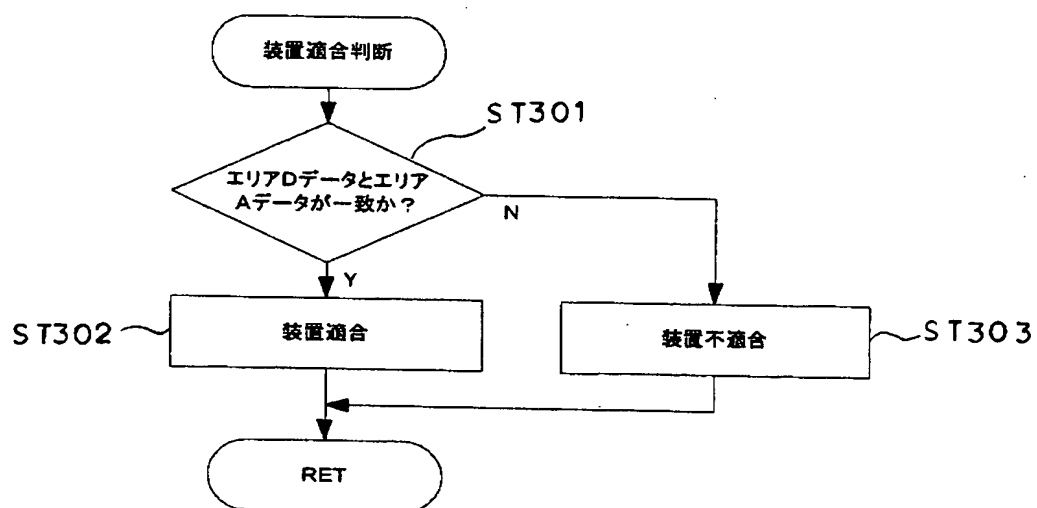 装置適合判断
ST301
エリアDデータとエリア
Aデータが一致か?
N
Y
ST302
装置適合
装置不適合
ST303
RET